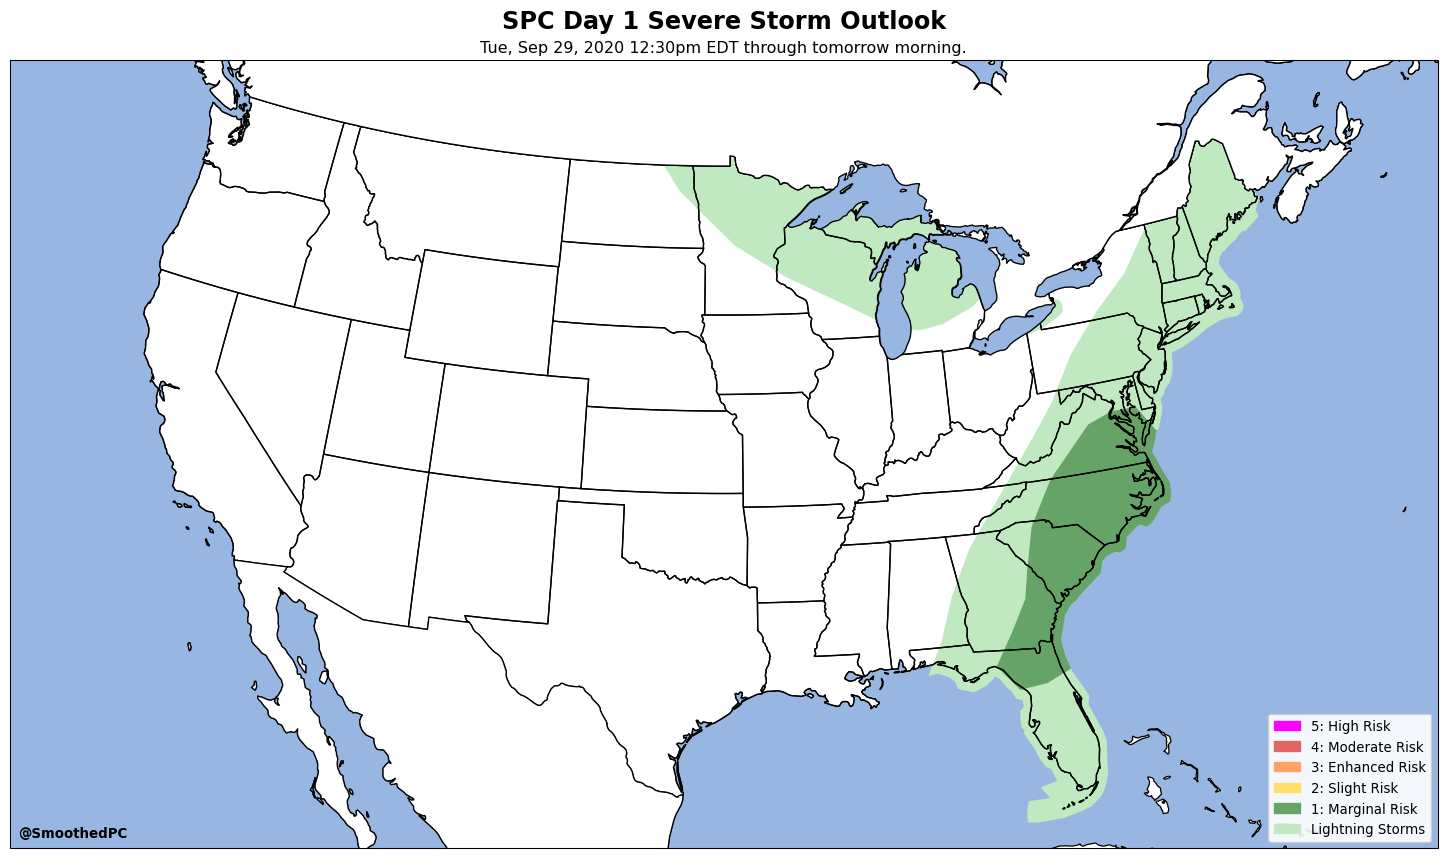 SPC Day 1 Severe Storm Outlook
Tue, Sep 29, 2020 12:30pm EDT through tomorrow morning.
5: High Risk
4: Moderate Risk
3: Enhanced Risk
2: Slight Risk
1: Marginal Risk
Lightning Storms
@SmoothedPC